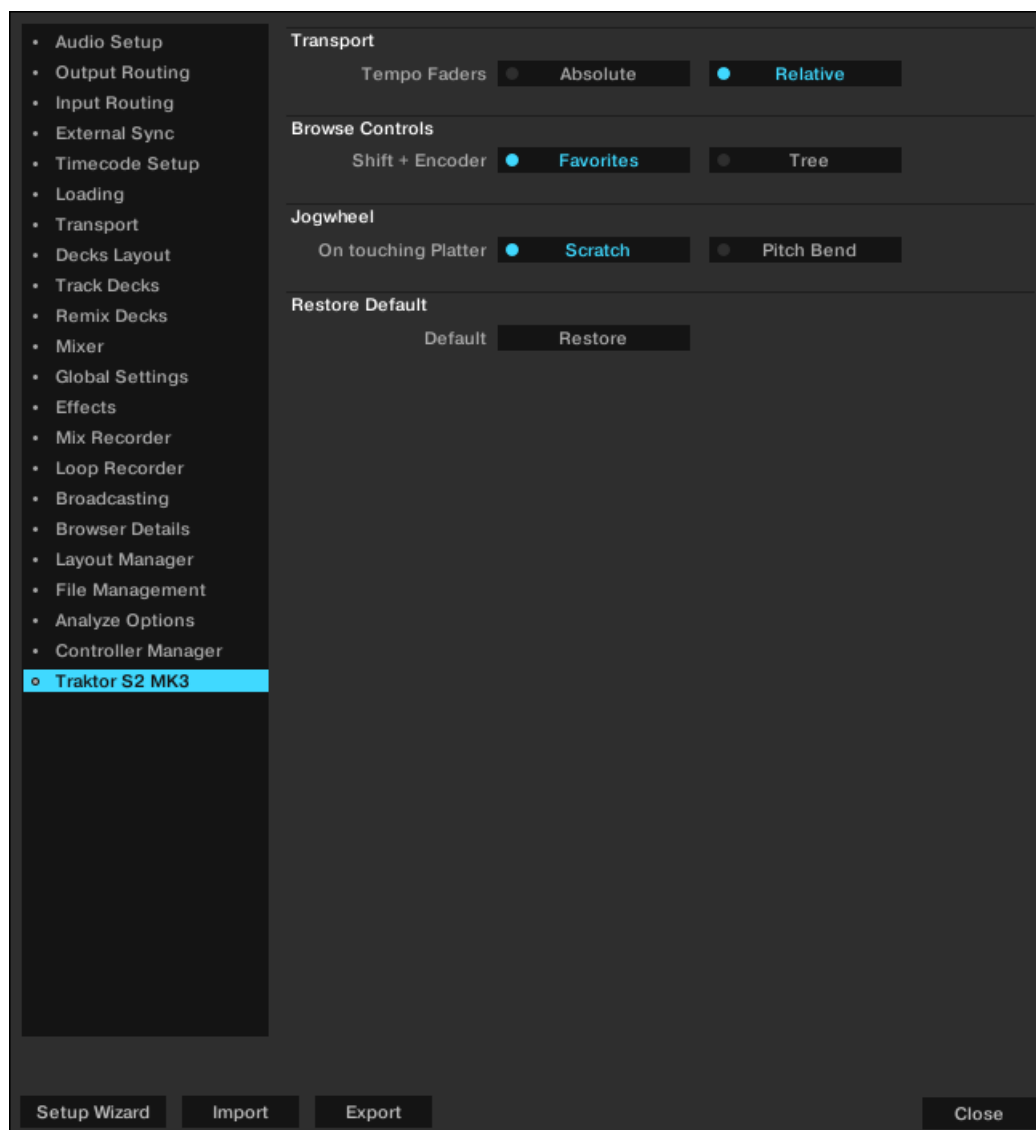 Audio Setup
Output Routing
Input Routing
External Sync
Timecode Setup
Loading
Transport
Decks Layout
Track Decks
Remix Decks
Mixer
Global Settings
Effects
Mix Recorder
Loop Recorder
Broadcasting
Browser Details
Layout Manager
File Management
Analyze Options
Controller Manager
Traktor S2 MK3
Transport
Tempo Faders Absolute Relative
Browse Controls
Shift + Encoder Favorites Tree
Jogwheel
On touching Platter Scratch Pitch Bend
Restore Default
Default Restore
Setup Wizard Import Export Close